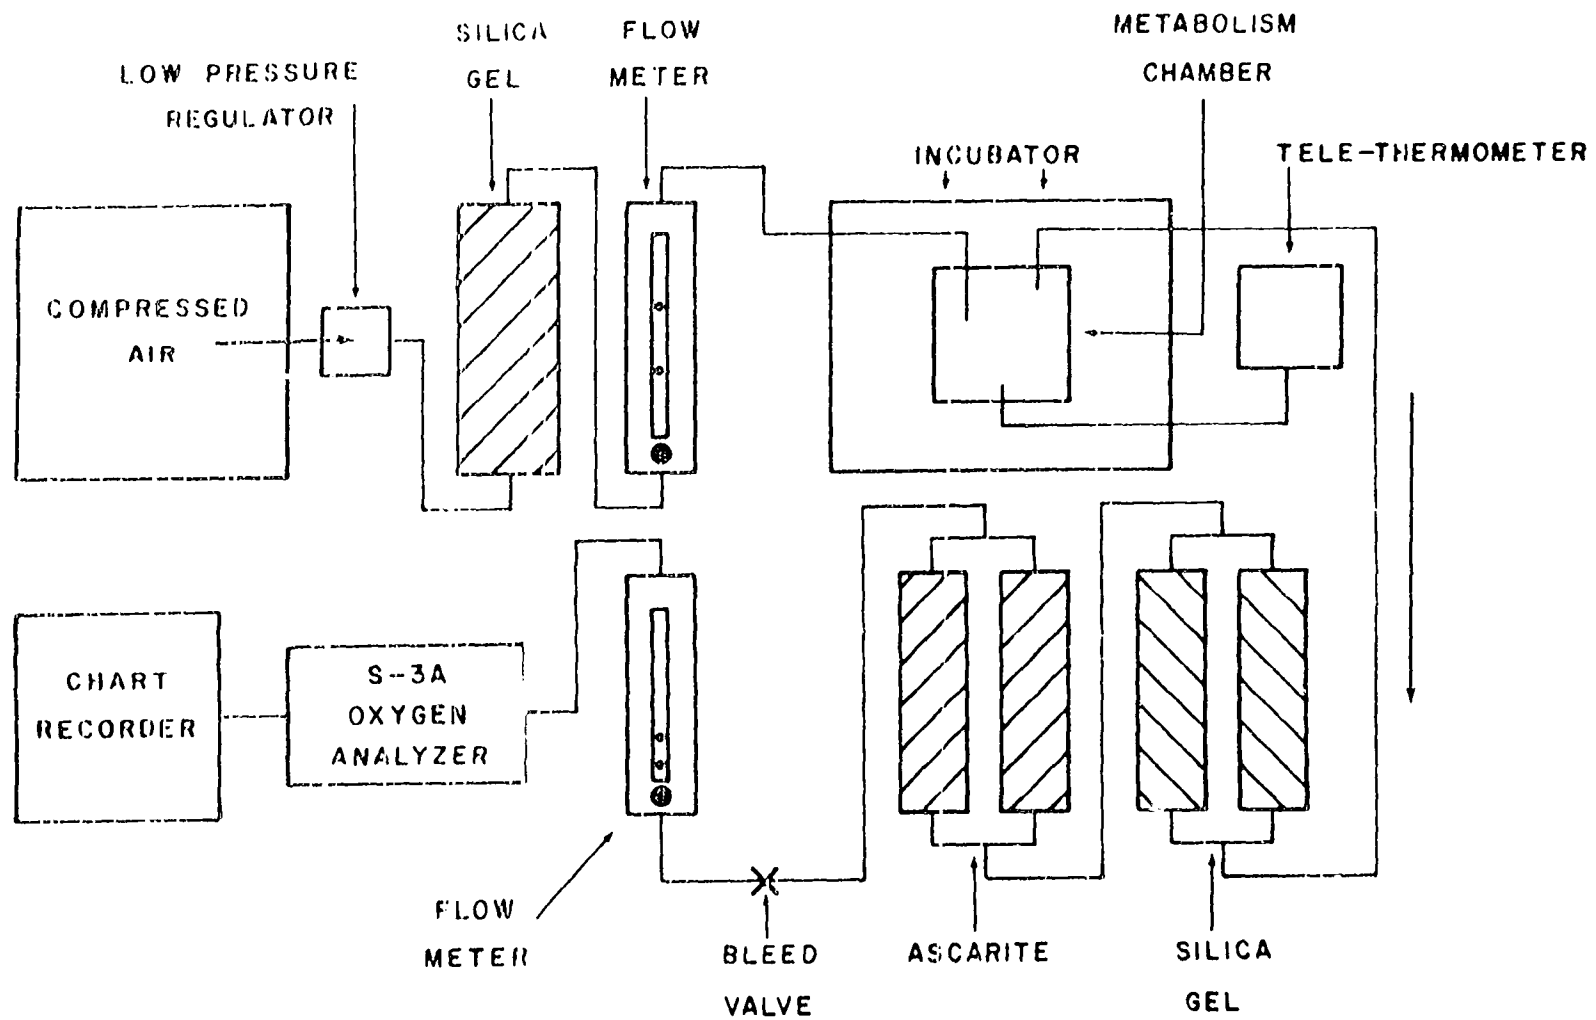 SILICA
GEL
FLOW
METER
METABOLISM
CHAMBER
LOW PRESSURE
REGULATOR
INCUBATOR
TELE-THERMOMETER
COMPRESSED
AIR
CHART
RECORDER
S-3A
OXYGEN
ANALYZER
FLOW
METER
BLEED
VALVE
ASCARITE
SILICA
GEL